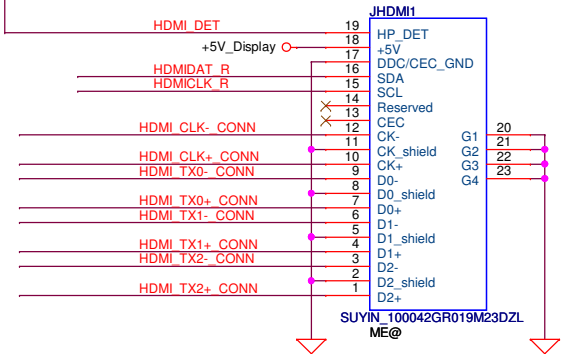 JHDMI1
HDMI_DET 19 HP_DET
+5V_Display 18 +5V
17 DDC/CEC_GND
HDMIDAT_R 16 SDA
HDMICLK_R 15 SCL
14 Reserved
13 CEC
HDMI_CLK-_CONN 12 CK- G1 20
11 CK_shield G2 21
HDMI_CLK+_CONN 10 CK+ G3 22
HDMI_TX0-_CONN 9 D0- G4 23
8 D0_shield
HDMI_TX0+_CONN 7 D0+
HDMI_TX1-_CONN 6 D1-
5 D1_shield
HDMI_TX1+_CONN 4 D1+
HDMI_TX2-_CONN 3 D2-
2 D2_shield
HDMI_TX2+_CONN 1 D2+
SUYIN_100042GR019M23DZL
ME@